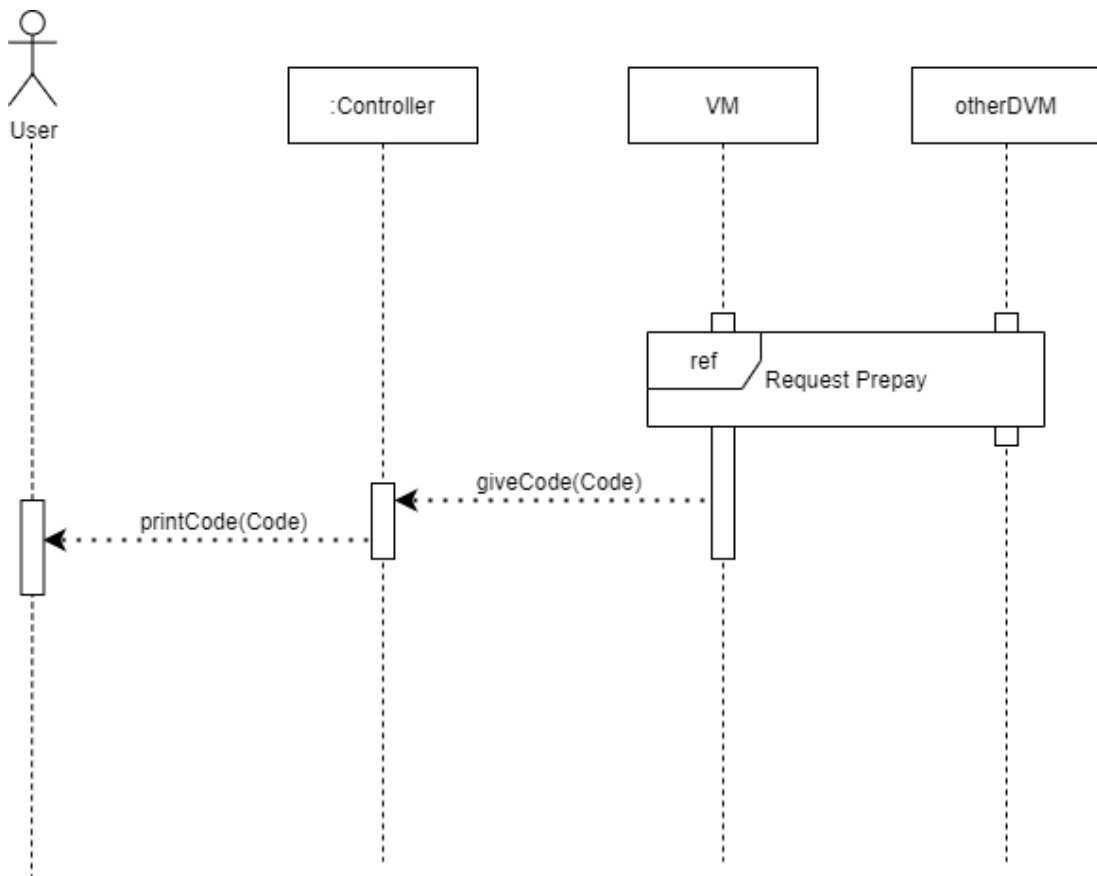 User
:Controller
VM
otherDVM
ref
Request Prepay
giveCode(Code)
printCode(Code)